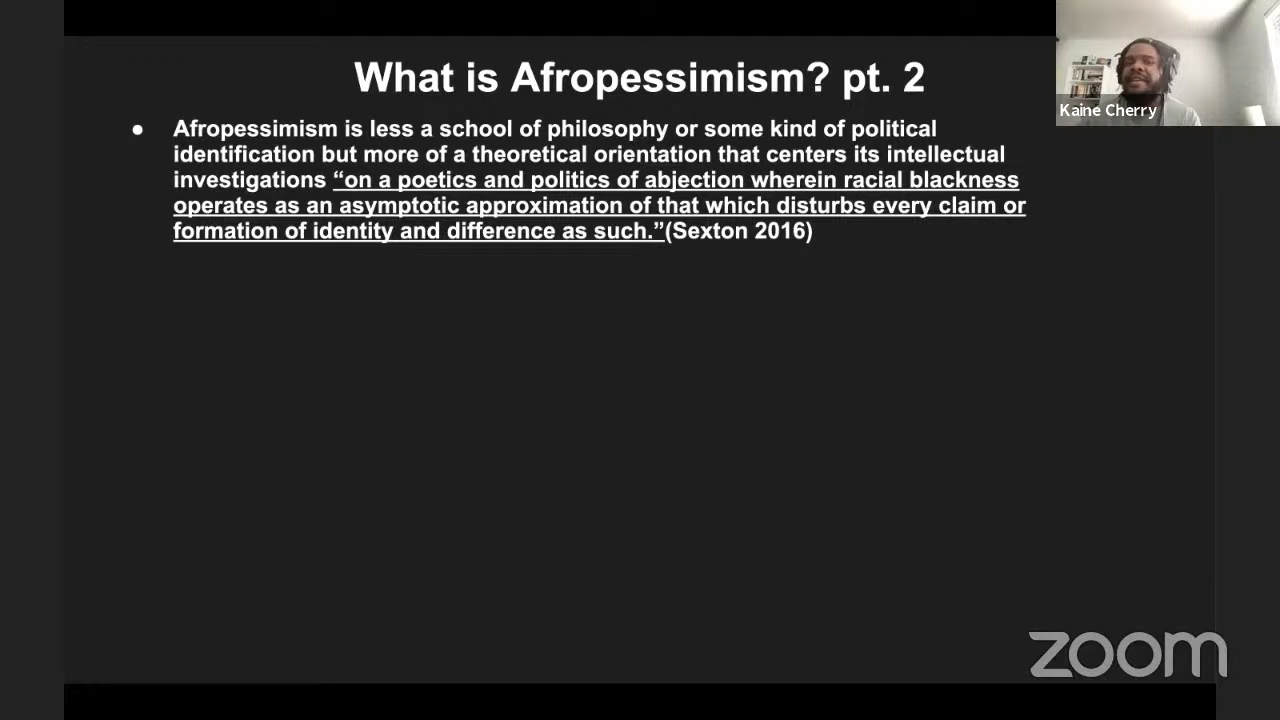 What is Afropessimism? pt. 2
Kaine Cherry
● Afropessimism is less a school of philosophy or some kind of political
identification but more of a theoretical orientation that centers its intellectual
investigations “on a poetics and politics of abjection wherein racial blackness
operates as an asymptotic approximation of that which disturbs every claim or
formation of identity and difference as such.”(Sexton 2016)
zoom